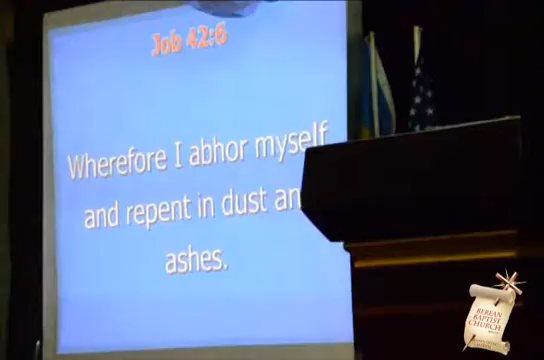 Job 42:6
Wherefore I abhor myself
and repent in dust an
ashes.
BEREAN
BAPTIST
CHURCH